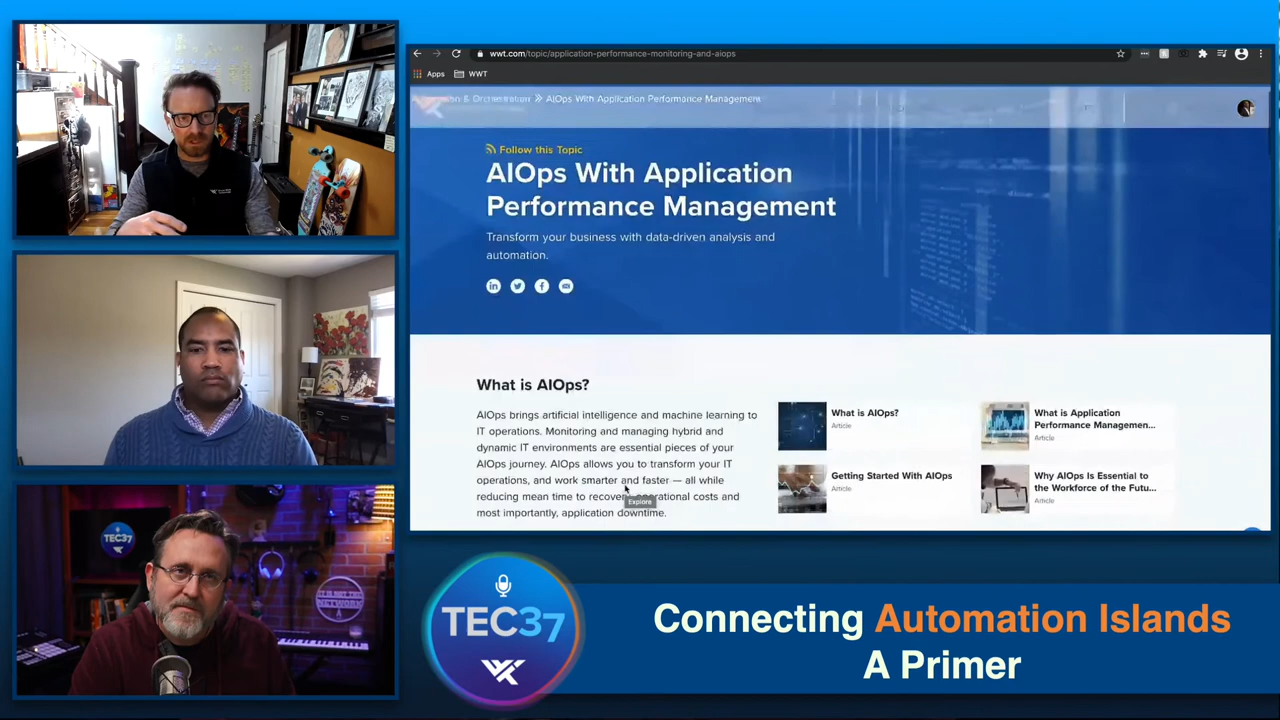 wwt.com/topic/application-performance-monitoring-and-aiops
Apps
WWT
n & Orchestration » AIOps With Application Performance Management
Follow this Topic
AIOps With Application
Performance Management
Transform your business with data-driven analysis and
automation.
What is AIOps?
AIOps brings artificial intelligence and machine learning to
IT operations. Monitoring and managing hybrid and
dynamic IT environments are essential pieces of your
AIOps journey. AIOps allows you to transform your IT
operations, and work smarter and faster — all while
reducing mean time to recover rational costs and
Explore
most importantly, application downtime.
What is AIOps?
Article
What is Application
Performance Managemen...
Article
Getting Started With AIOps
Article
Why AIOps Is Essential to
the Workforce of the Futu...
Article
TEC37
NETWORK
TEC37
Connecting Automation Islands
A Primer